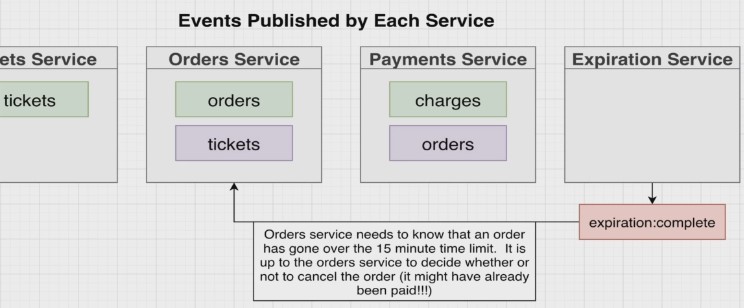 Events Published by Each Service
ets Service
Orders Service
Payments Service
Expiration Service
tickets
orders
charges
tickets
orders
expiration:complete
Orders service needs to know that an order
has gone over the 15 minute time limit. It is
up to the orders service to decide whether or
not to cancel the order (it might have already
been paid!!!)